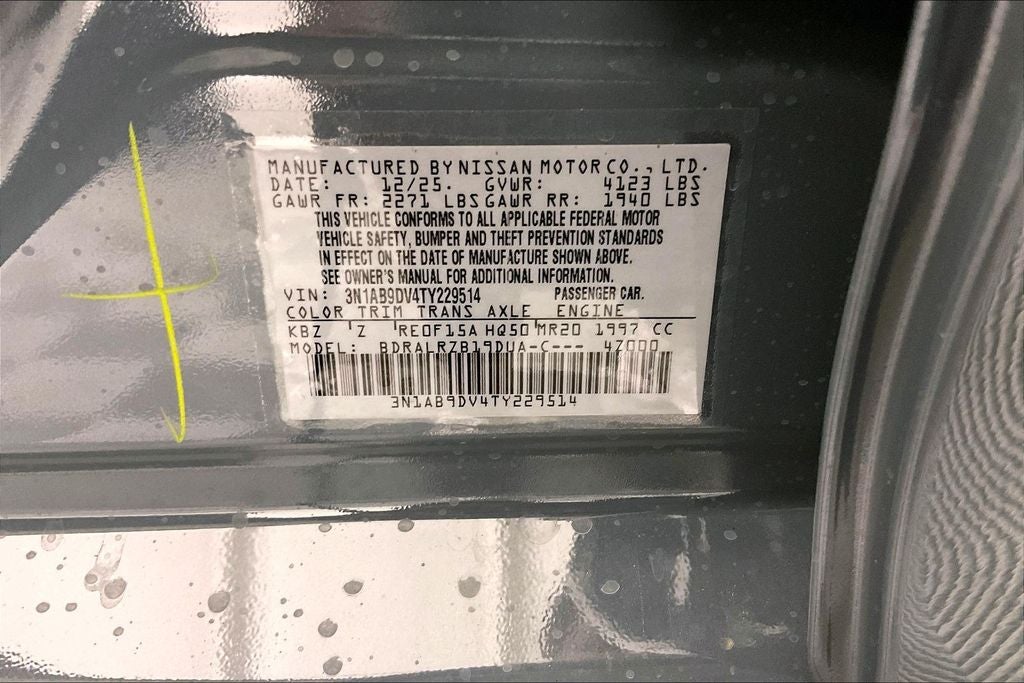 MANUFACTURED BY NISSAN MOTOR CO., LTD.
DATE: 12/25. GVWR: 4123 LBS
GAWR FR: 2271 LBS GAWR RR: 1940 LBS
THIS VEHICLE CONFORMS TO ALL APPLICABLE FEDERAL MOTOR
VEHICLE SAFETY, BUMPER AND THEFT PREVENTION STANDARDS
IN EFFECT ON THE DATE OF MANUFACTURE SHOWN ABOVE.
SEE OWNER'S MANUAL FOR ADDITIONAL INFORMATION.
VIN: 3N1AB9DV4TY229514 PASSENGER CAR.
COLOR TRIM TRANS AXLE ENGINE
KBZ 'Z 'RE0F15A HQ50 MR20 1997 CC
MODEL: BDRALRZB19DUA-C--- 4Z000
3N1AB9DV4TY229514